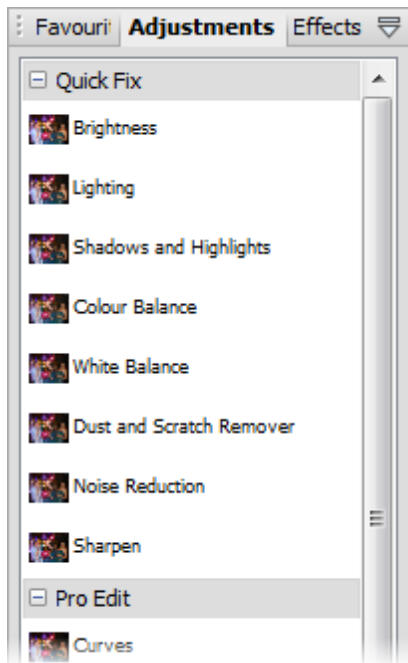 Favouri Adjustments Effects
Quick Fix
Brightness
Lighting
Shadows and Highlights
Colour Balance
White Balance
Dust and Scratch Remover
Noise Reduction
Sharpen
Pro Edit
Curves